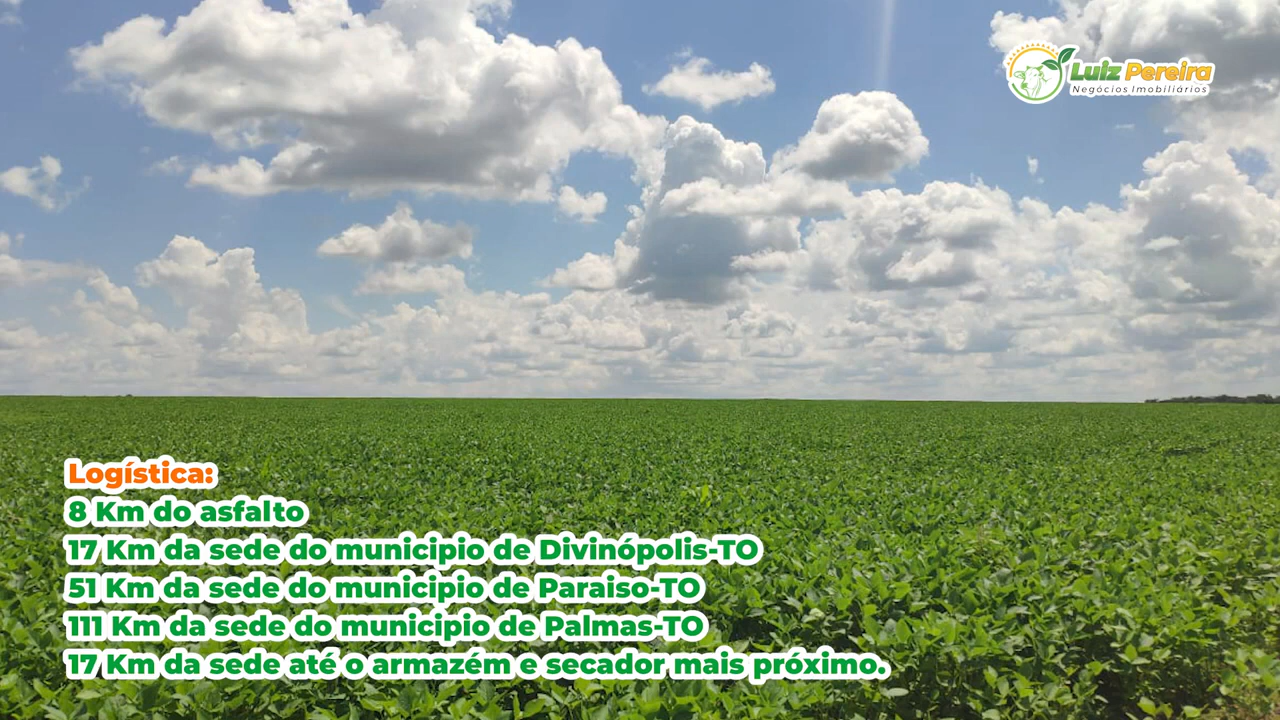 Luiz Pereira
Negócios Imobiliários
Logística:
8 Km do asfalto
17 Km da sede do municipio de Divinópolis-TO
51 Km da sede do municipio de Paraiso-TO
111 Km da sede do municipio de Palmas-TO
17 Km da sede até o armazém e secador mais próximo.